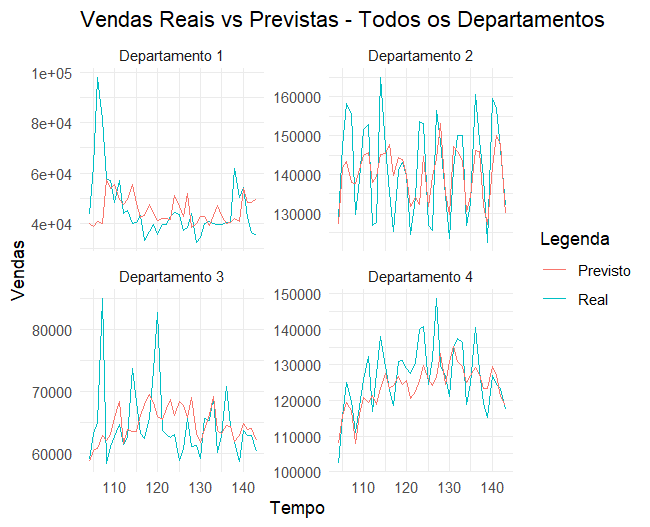 Vendas Reais vs Previstas - Todos os Departamentos
Departamento 1
Departamento 2
1e+05
8e+04
6e+04
4e+04
160000
150000
140000
130000
Departamento 3
Departamento 4
80000
70000
60000
150000
140000
130000
120000
110000
100000
110 120 130 140
110 120 130 140
Tempo
Vendas
Legenda
Previsto
Real